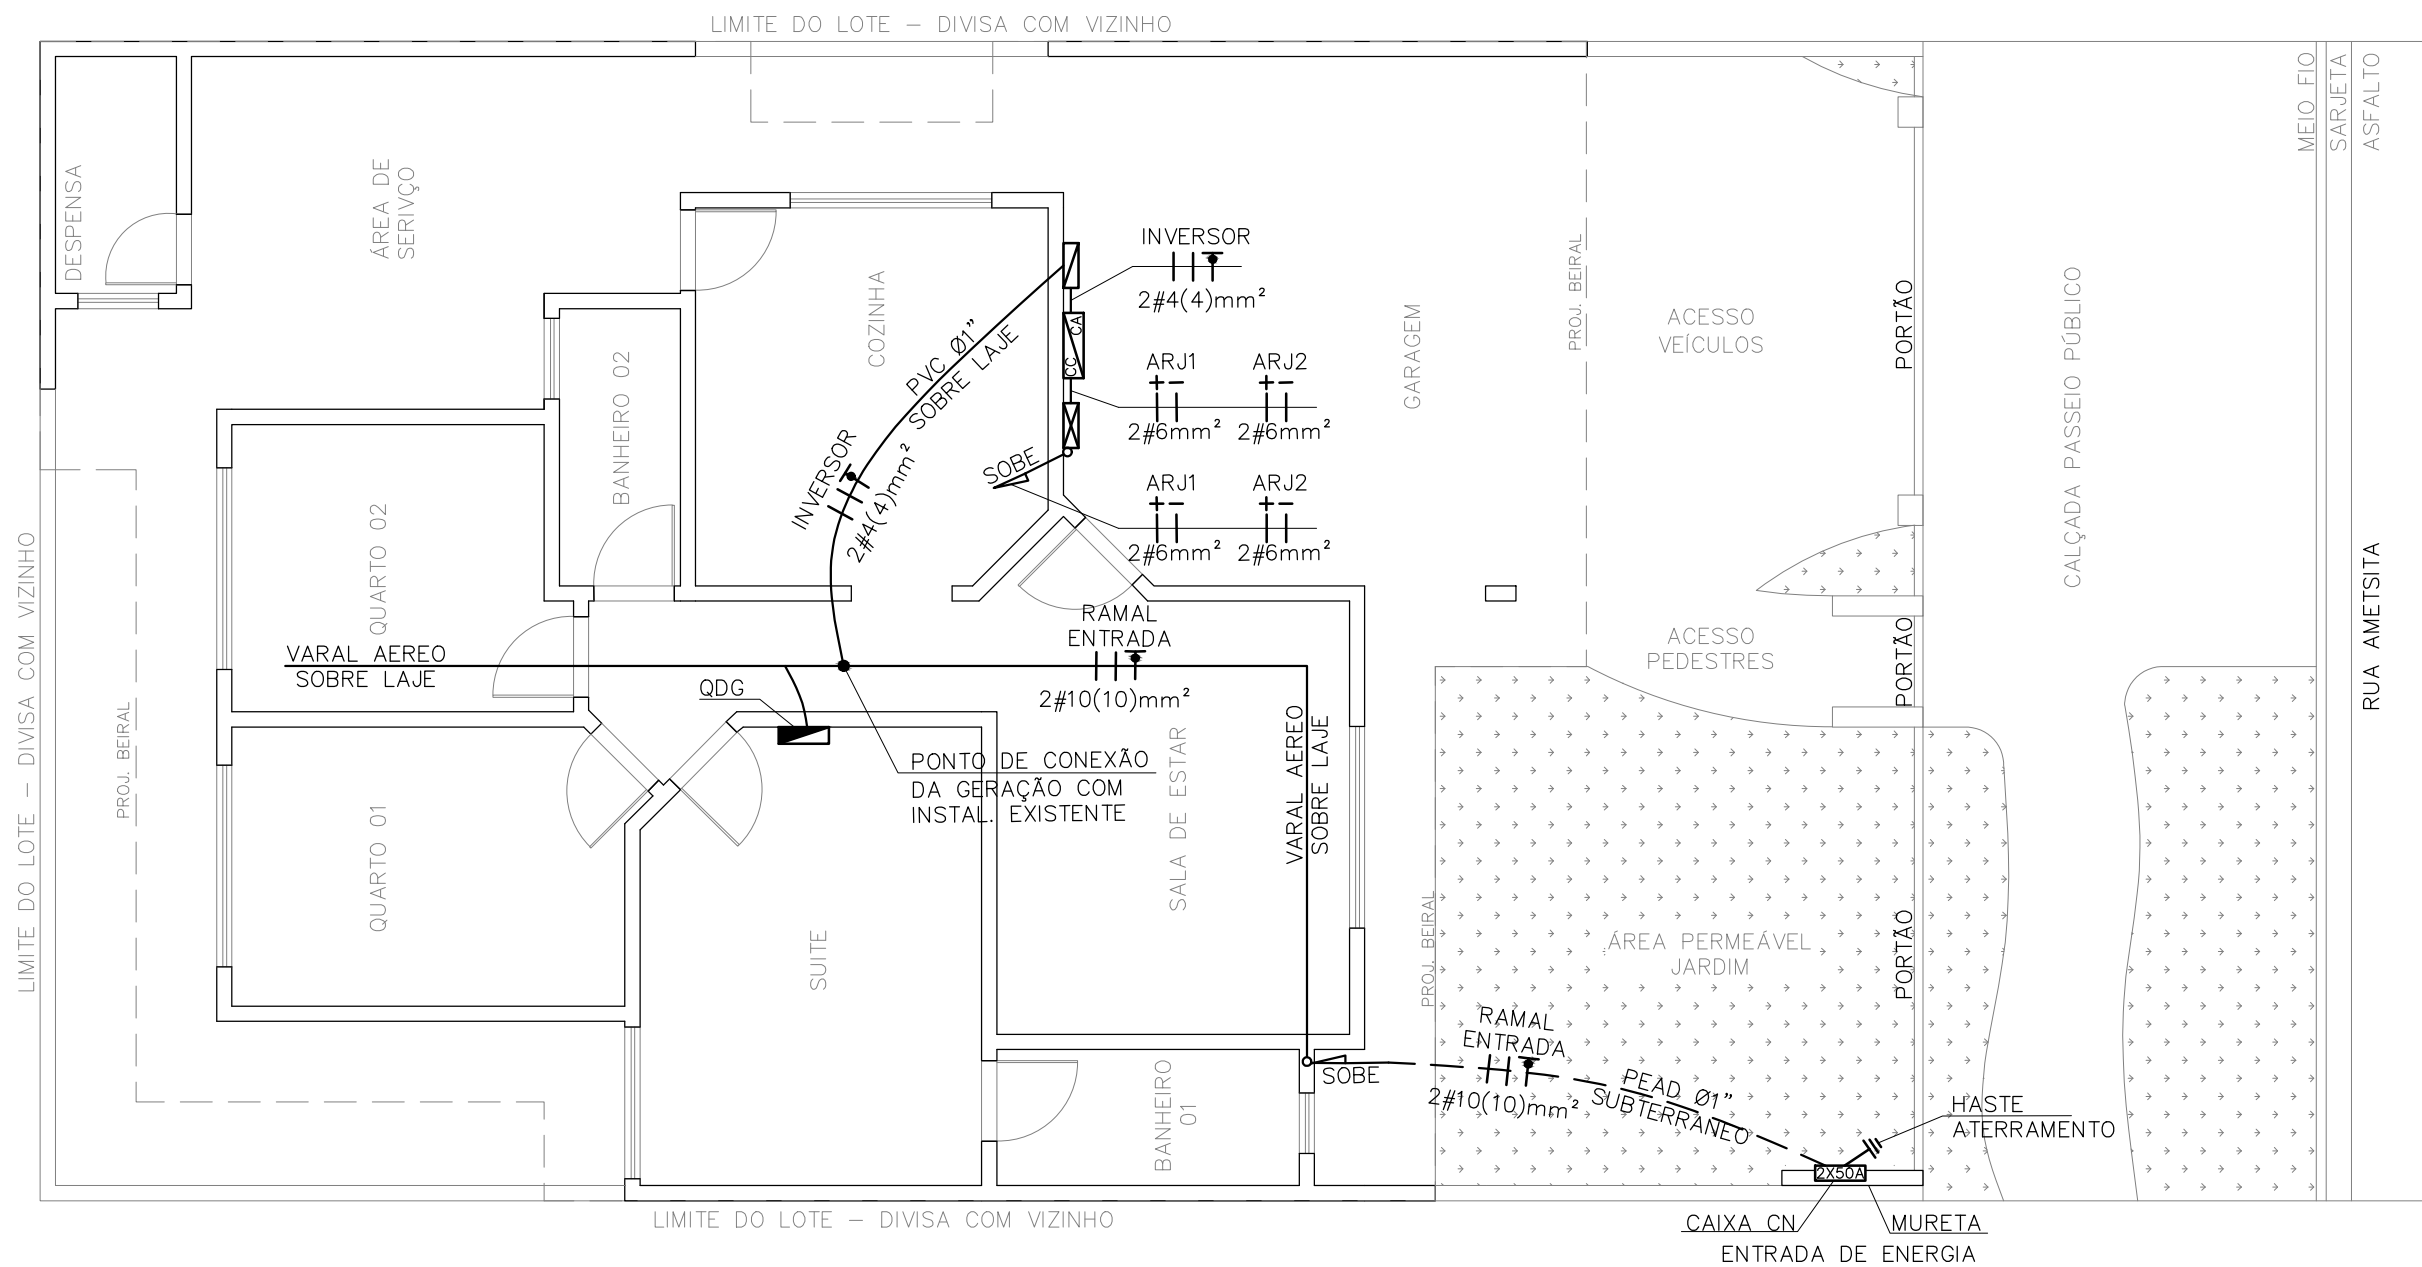 LIMITE DO LOTE – DIVISA COM VIZINHO
MEIO FIO
SARJETA
ASFALTO
DESPENSA
ÁREA DE
SERIVÇO
INVERSOR
2#4(4)mm²
COZINHA
PVC Ø1"
SOBRE LAJE
CA
CC
PROJ. BEIRAL
GARAGEM
ACESSO
VEÍCULOS
PORTÃO
CALÇADA PASSEIO PÚBLICO
BANHEIRO 02
ARJ1
+-
2#6mm²
ARJ2
+-
2#6mm²
SOBE
ARJ1
+-
2#6mm²
ARJ2
+-
2#6mm²
INVERSOR
2#4(4)mm²
QUARTO 02
LIMITE DO LOTE – DIVISA COM VIZINHO
RUA AMETSITA
VARAL AEREO
SOBRE LAJE
RAMAL
ENTRADA
2#10(10)mm²
ACESSO
PEDESTRES
PORTÃO
QDG
PROJ. BEIRAL
PONTO DE CONEXÃO
DA GERAÇÃO COM
INSTAL. EXISTENTE
SALA DE ESTAR
VARAL AEREO
SOBRE LAJE
QUARTO 01
SUITE
PROJ. BEIRAL
ÁREA PERMEÁVEL
JARDIM
PORTÃO
RAMAL
ENTRADA
2#10(10)mm²
SOBE
PEAD Ø1"
SUBTERRÂNEO
BANHEIRO
01
HASTE
ATERRAMENTO
2X50A
LIMITE DO LOTE – DIVISA COM VIZINHO
CAIXA CN
MURETA
ENTRADA DE ENERGIA